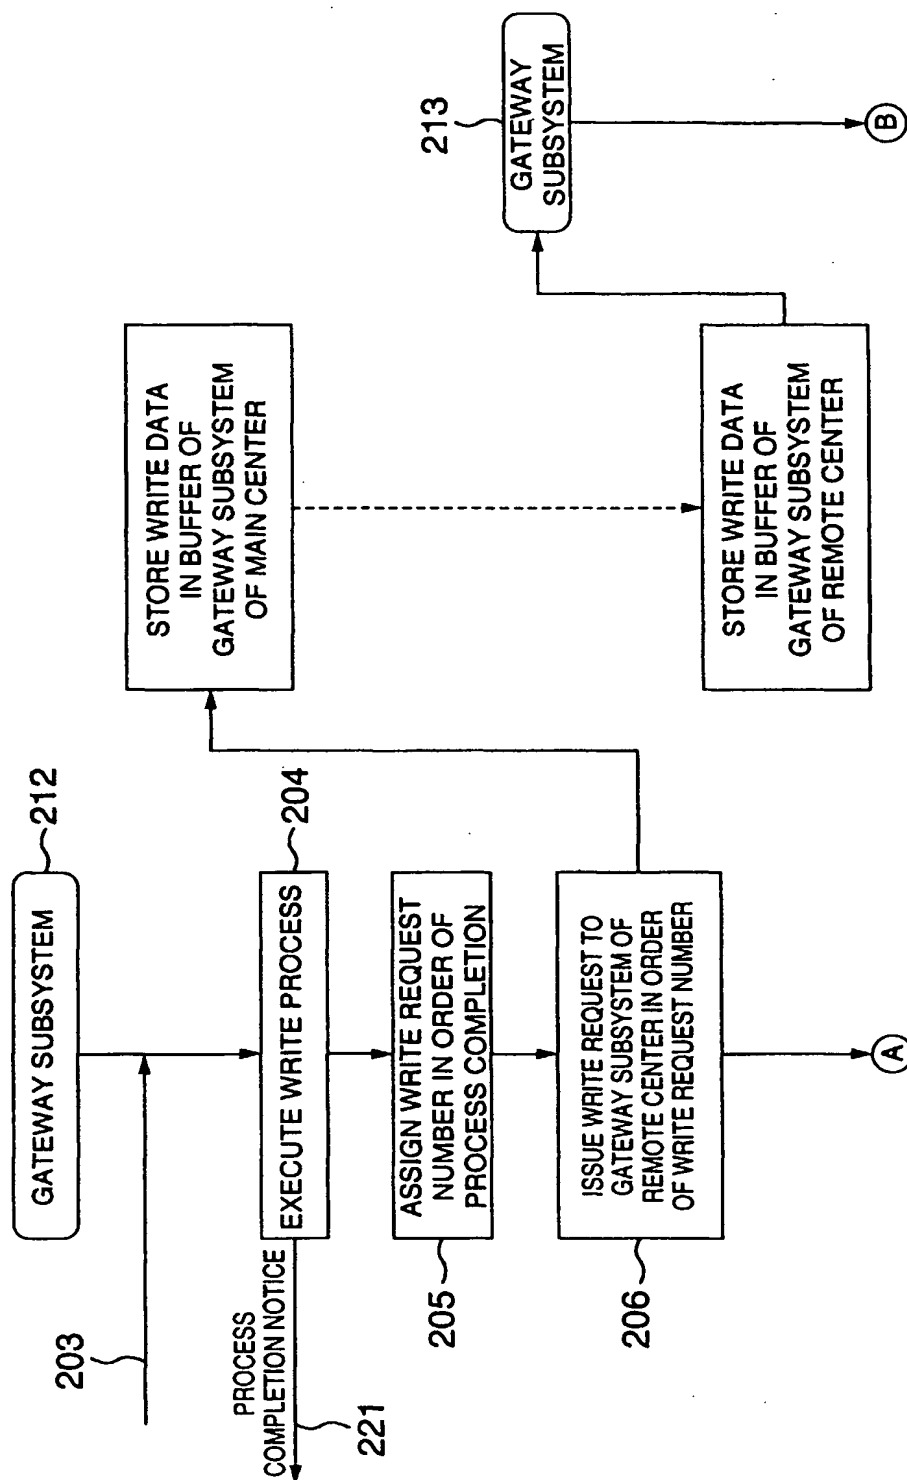 GATEWAY SUBSYSTEM
212
203
EXECUTE WRITE PROCESS
204
PROCESS
COMPLETION NOTICE
221
ASSIGN WRITE REQUEST
NUMBER IN ORDER OF
PROCESS COMPLETION
205
ISSUE WRITE REQUEST TO
GATEWAY SUBSYSTEM OF
REMOTE CENTER IN ORDER
OF WRITE REQUEST NUMBER
206
A
STORE WRITE DATA
IN BUFFER OF
GATEWAY SUBSYSTEM
OF MAIN CENTER
STORE WRITE DATA
IN BUFFER OF
GATEWAY SUBSYSTEM
OF REMOTE CENTER
213
GATEWAY
SUBSYSTEM
B